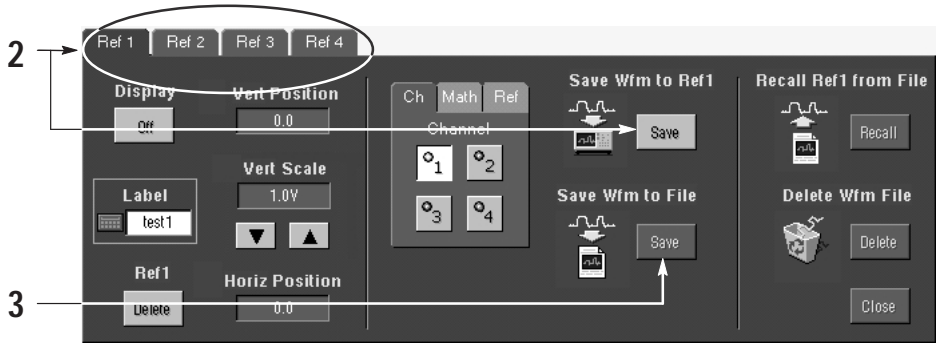 2
Ref 1 Ref 2 Ref 3 Ref 4
Display
Off
Vert Position
0.0
Vert Scale
1.0V
Label
test1
Ref1
Delete
Horiz Position
0.0
Ch Math Ref
Channel
1 2
3 4
Save Wfm to Ref1
Save
Save Wfm to File
Save
Recall Ref1 from File
Recall
Delete Wfm File
Delete
Close
3